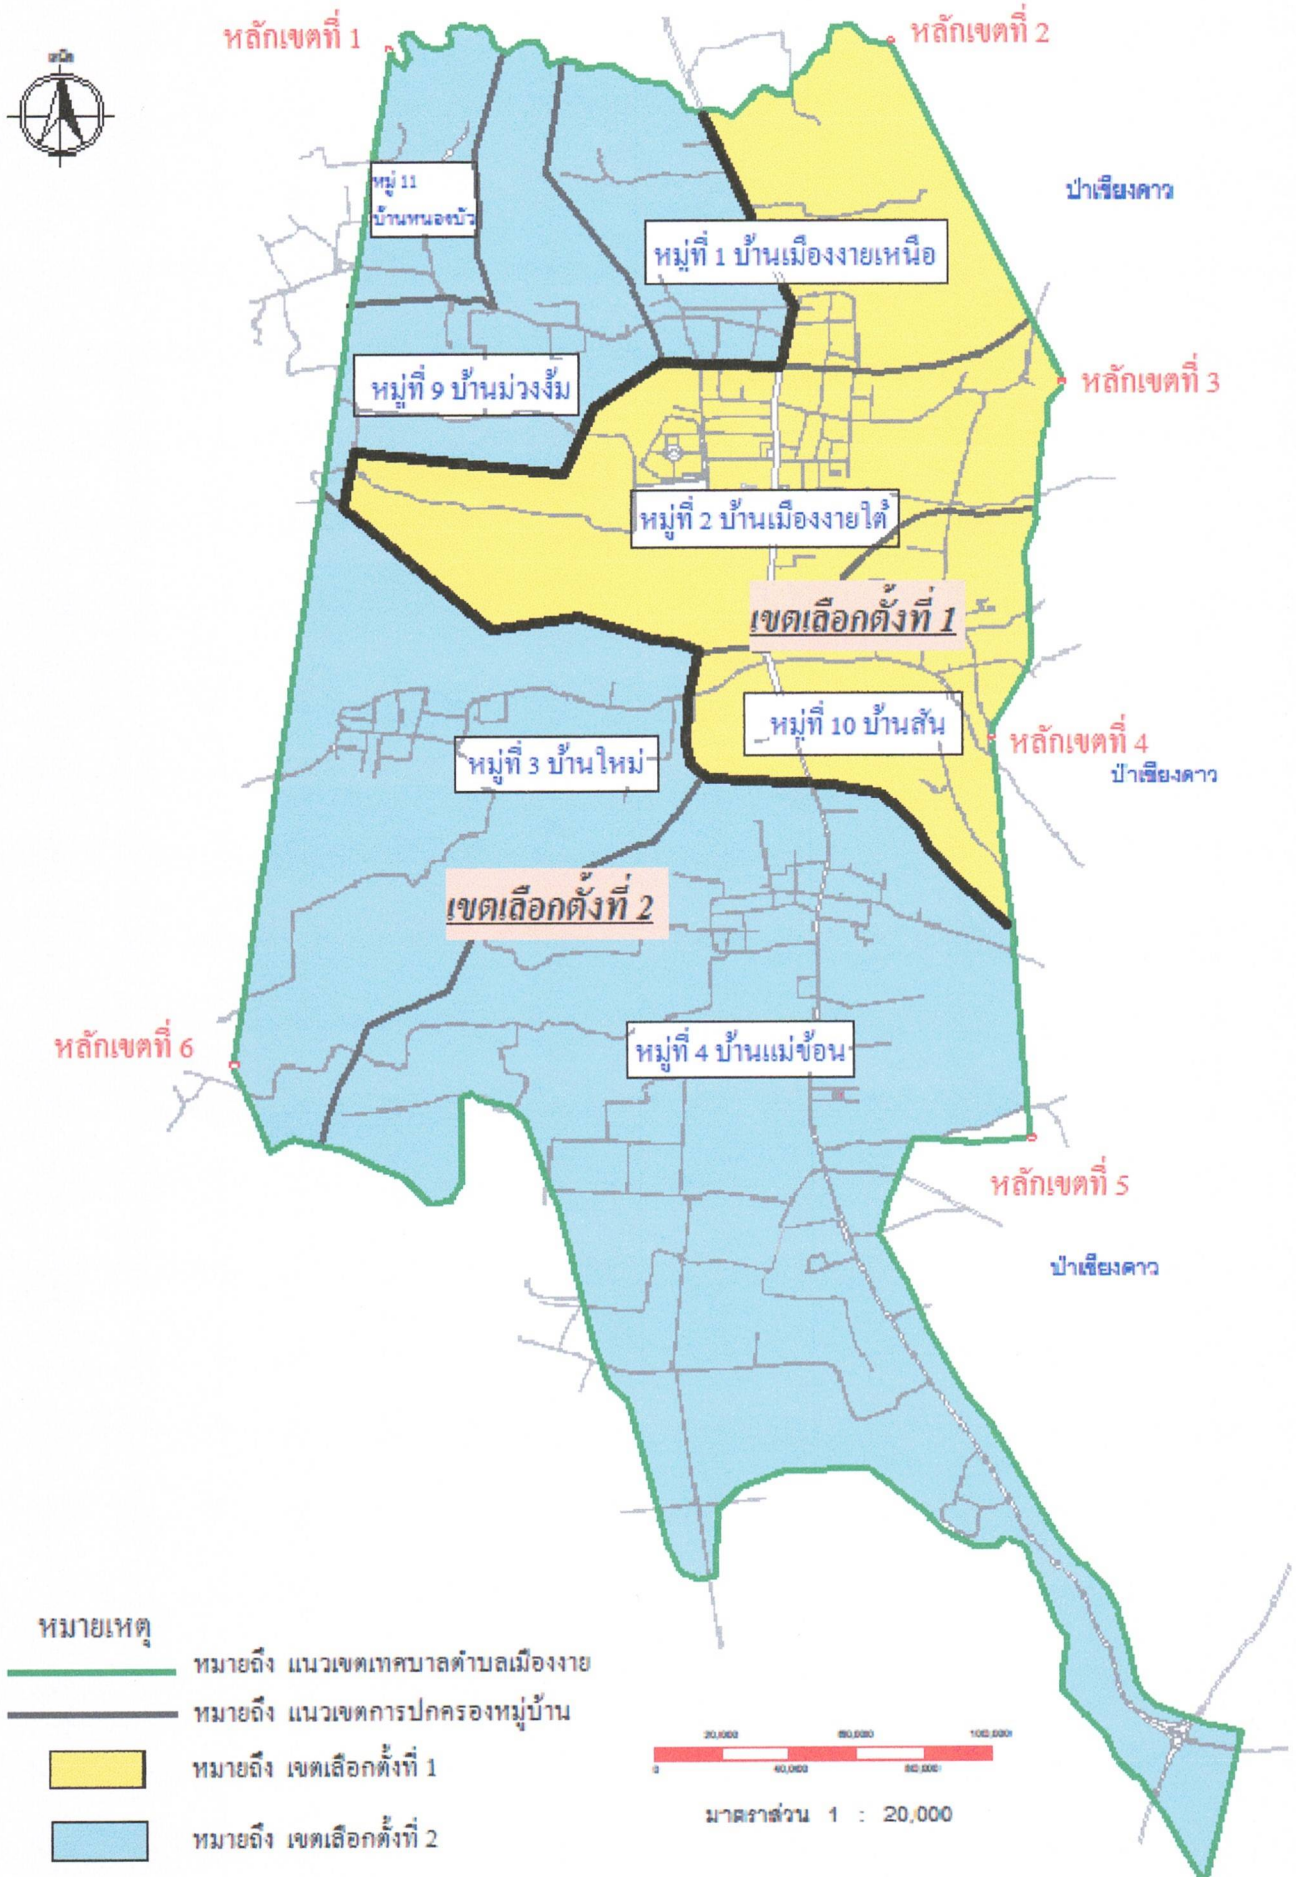 หลักเขตที่ 1
หลักเขตที่ 2
ป่าเชียงดาว
หมู่ 11
บ้านหนองบัว
หมู่ที่ 1 บ้านเมืองงายเหนือ
หลักเขตที่ 3
หมู่ที่ 9 บ้านม่วงงั้ม
หมู่ที่ 2 บ้านเมืองงายใต้
เขตเลือกตั้งที่ 1
หมู่ที่ 10 บ้านสัน
หลักเขตที่ 4
หมู่ที่ 3 บ้านใหม่
ป่าเชียงดาว
เขตเลือกตั้งที่ 2
หลักเขตที่ 6
หมู่ที่ 4 บ้านแม่ข้อน
หลักเขตที่ 5
ป่าเชียงดาว
หมายเหตุ
หมายถึง แนวเขตเทศบาลตำบลเมืองงาย
หมายถึง แนวเขตการปกครองหมู่บ้าน
หมายถึง เขตเลือกตั้งที่ 1
หมายถึง เขตเลือกตั้งที่ 2
20,000 60,000 100,000
0 40,000 80,000
มาตราส่วน 1 : 20,000